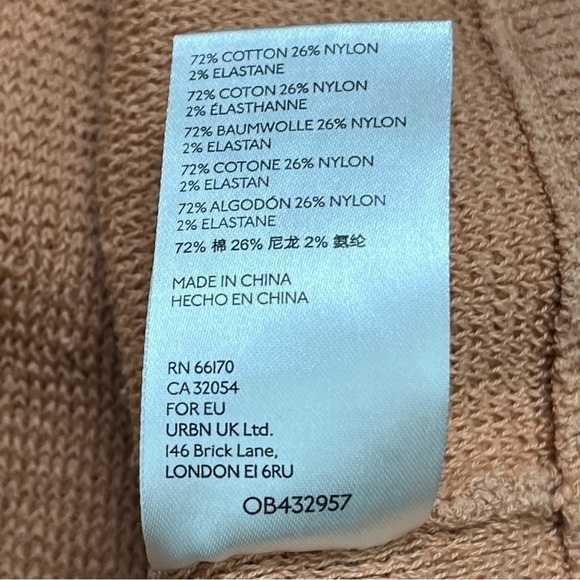 72% COTTON 26% NYLON
2% ELASTANE
72% COTON 26% NYLON
2% ÉLASTHANNE
72% BAUMWOLLE 26% NYLON
2% ELASTAN
72% COTONE 26% NYLON
2% ELASTAN
72% ALGODÓN 26% NYLON
2% ELASTANE
72% 棉 26% 尼龙 2% 氨纶
MADE IN CHINA
HECHO EN CHINA
RN 66170
CA 32054
FOR EU
URBN UK Ltd.
146 Brick Lane,
LONDON E1 6RU
OB432957